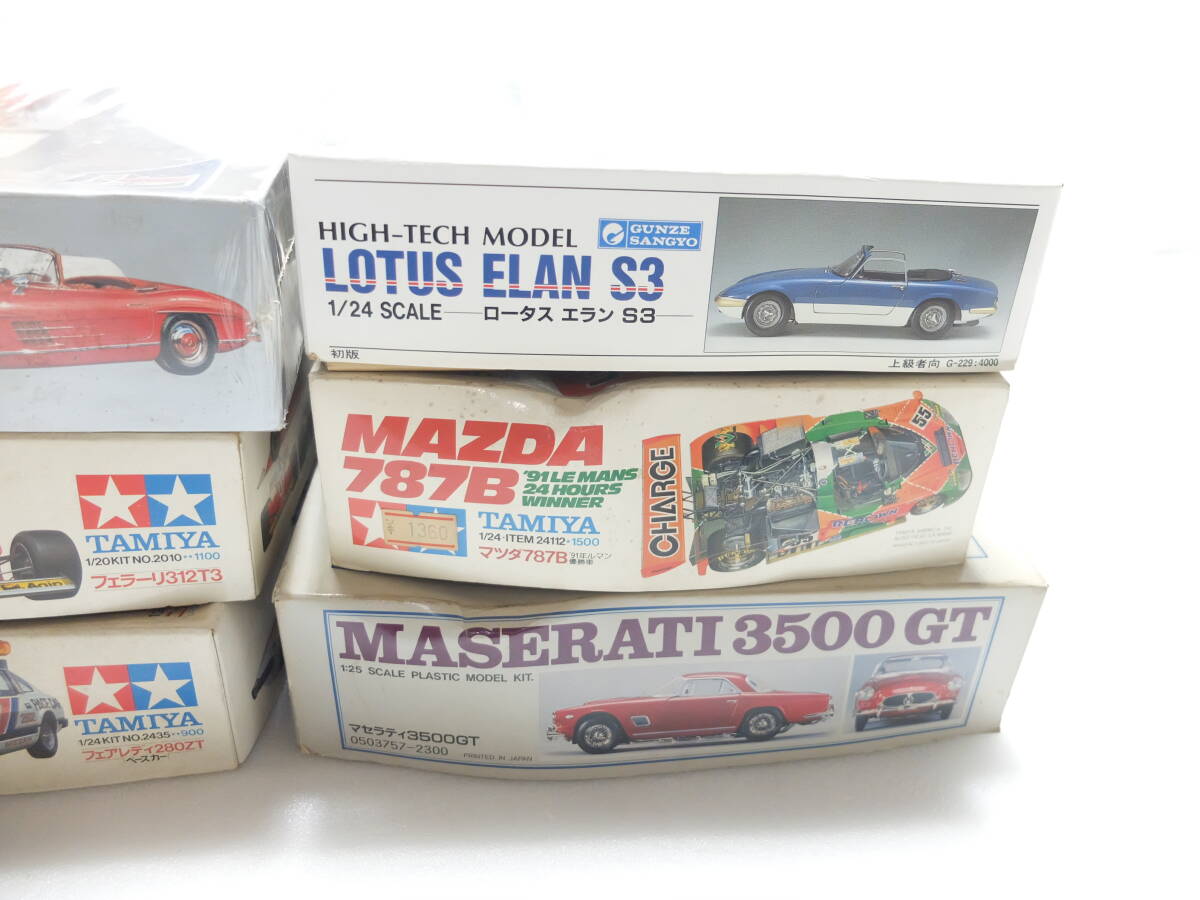 TAMIYA
1/20 KIT NO.2010··1100
フェラーリ312T3
TAMIYA
1/24 KIT NO.2435··900
フェアレディ280ZT
ペースカー
HIGH-TECH MODEL
GUNZE
SANGYO
LOTUS ELAN S3
1/24 SCALE
ロータス エラン S3
初版
上級者向 G-229:4000
MAZDA
787B
'91 LE MANS
24 HOURS
WINNER
¥ 1360
TAMIYA
1/24·ITEM 24112·1500
マツダ787B
'91年ルマン
優勝車
CHARGE
55
RENOWN
MASERATI 3500 GT
1:25 SCALE PLASTIC MODEL KIT.
マセラティ3500GT
0503757-2300
PRINTED IN JAPAN